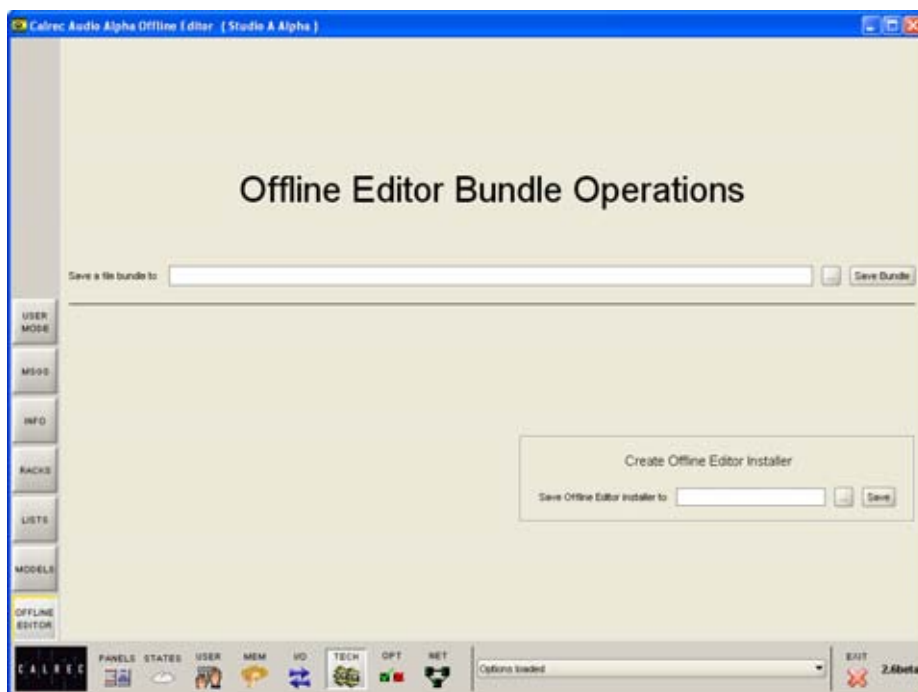 Calrec Audio Alpha Offline Editor ( Studio A Alpha )
Offline Editor Bundle Operations
Save a file bundle to
... Save Bundle
USER MODE
MSGS
INFO
RACKS
LISTS
MODELS
OFFLINE EDITOR
Create Offline Editor Installer
Save Offline Editor installer to
... Save
CALREC
PANELS STATES USER MEM I/O TECH OPT NET
Options loaded
EXIT
2.6beta